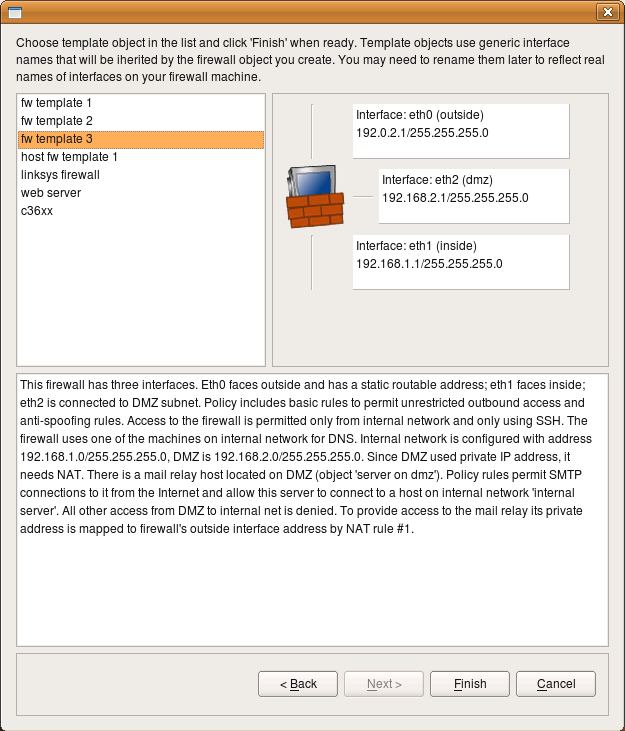 Choose template object in the list and click 'Finish' when ready. Template objects use generic interface
names that will be iherited by the firewall object you create. You may need to rename them later to reflect real
names of interfaces on your firewall machine.
fw template 1
fw template 2
fw template 3
host fw template 1
linksys firewall
web server
c36xx
Interface: eth0 (outside)
192.0.2.1/255.255.255.0
Interface: eth2 (dmz)
192.168.2.1/255.255.255.0
Interface: eth1 (inside)
192.168.1.1/255.255.255.0
This firewall has three interfaces. Eth0 faces outside and has a static routable address; eth1 faces inside;
eth2 is connected to DMZ subnet. Policy includes basic rules to permit unrestricted outbound access and
anti-spoofing rules. Access to the firewall is permitted only from internal network and only using SSH. The
firewall uses one of the machines on internal network for DNS. Internal network is configured with address
192.168.1.0/255.255.255.0, DMZ is 192.168.2.0/255.255.255.0. Since DMZ used private IP address, it
needs NAT. There is a mail relay host located on DMZ (object 'server on dmz'). Policy rules permit SMTP
connections to it from the Internet and allow this server to connect to a host on internal network 'internal
server'. All other access from DMZ to internal net is denied. To provide access to the mail relay its private
address is mapped to firewall's outside interface address by NAT rule #1.
< Back
Next >
Finish
Cancel